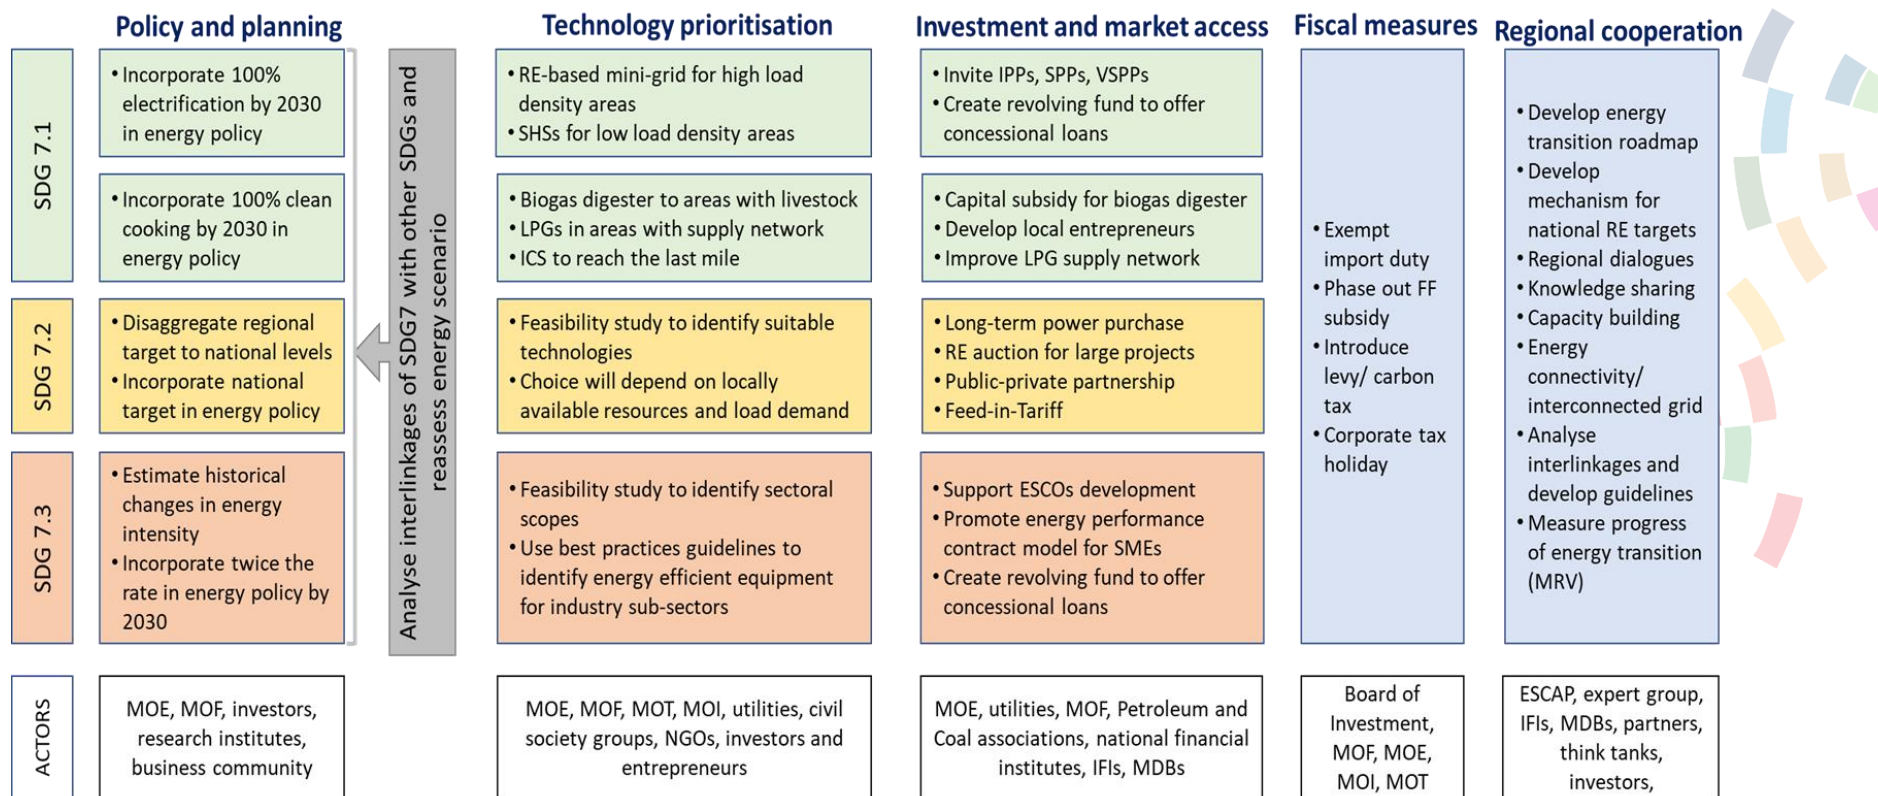 Policy and planning
Technology prioritisation
Investment and market access
Fiscal measures
Regional cooperation
SDG 7.1
• Incorporate 100%
electrification by 2030
in energy policy
• Incorporate 100% clean
cooking by 2030 in
energy policy
SDG 7.2
• Disaggregate regional
target to national levels
• Incorporate national
target in energy policy
SDG 7.3
• Estimate historical
changes in energy
intensity
• Incorporate twice the
rate in energy policy by
2030
Analyse interlinkages of SDG7 with other SDGs and
reassess energy scenario
• RE-based mini-grid for high load
density areas
• SHSs for low load density areas
• Biogas digester to areas with livestock
• LPGs in areas with supply network
• ICS to reach the last mile
• Feasibility study to identify suitable
technologies
• Choice will depend on locally
available resources and load demand
• Feasibility study to identify sectoral
scopes
• Use best practices guidelines to
identify energy efficient equipment
for industry sub-sectors
• Invite IPPs, SPPs, VSPPs
• Create revolving fund to offer
concessional loans
• Capital subsidy for biogas digester
• Develop local entrepreneurs
• Improve LPG supply network
• Long-term power purchase
• RE auction for large projects
• Public-private partnership
• Feed-in-Tariff
• Support ESCOs development
• Promote energy performance
contract model for SMEs
• Create revolving fund to offer
concessional loans
• Exempt
import duty
• Phase out FF
subsidy
• Introduce
levy/ carbon
tax
• Corporate tax
holiday
• Develop energy
transition roadmap
• Develop
mechanism for
national RE targets
• Regional dialogues
• Knowledge sharing
• Capacity building
• Energy
connectivity/
interconnected grid
• Analyse
interlinkages and
develop guidelines
• Measure progress
of energy transition
(MRV)
ACTORS
MOE, MOF, investors,
research institutes,
business community
MOE, MOF, MOT, MOI, utilities, civil
society groups, NGOs, investors and
entrepreneurs
MOE, utilities, MOF, Petroleum and
Coal associations, national financial
institutes, IFIs, MDBs
Board of
Investment,
MOF, MOE,
MOI, MOT
ESCAP, expert group,
IFIs, MDBs, partners,
think tanks,
investors,